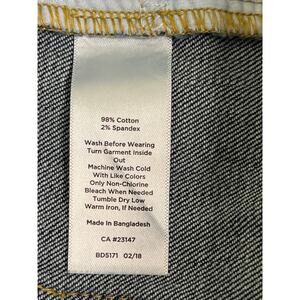 98% Cotton
2% Spandex
Wash Before Wearing
Turn Garment Inside
Out
Machine Wash Cold
With Like Colors
Only Non-Chlorine
Bleach When Needed
Tumble Dry Low
Warm Iron, If Needed
Made In Bangladesh
CA #23147
BD5171 02/18